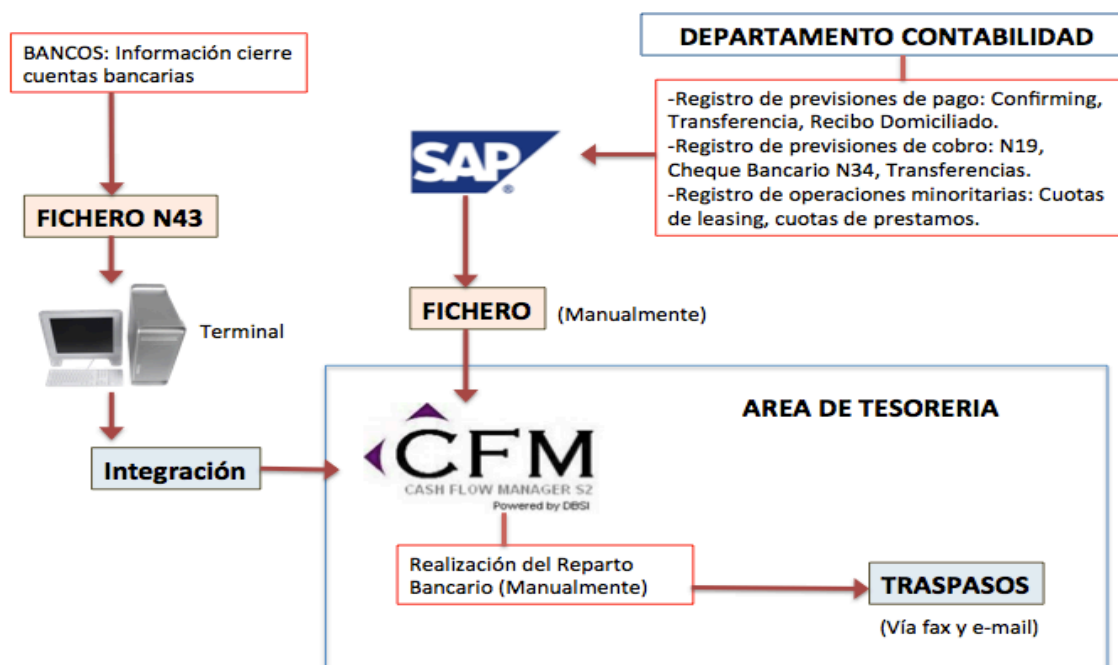 BANCOS: Información cierre
cuentas bancarias
FICHERO N43
Terminal
Integración
DEPARTAMENTO CONTABILIDAD
-Registro de previsiones de pago: Confirming,
Transferencia, Recibo Domiciliado.
-Registro de previsiones de cobro: N19,
Cheque Bancario N34, Transferencias.
-Registro de operaciones minoritarias: Cuotas
de leasing, cuotas de prestamos.
SAP®
FICHERO (Manualmente)
AREA DE TESORERIA
CFM
CASH FLOW MANAGER S2
Powered by DBSI
Realización del Reparto
Bancario (Manualmente)
TRASPASOS
(Vía fax y e-mail)